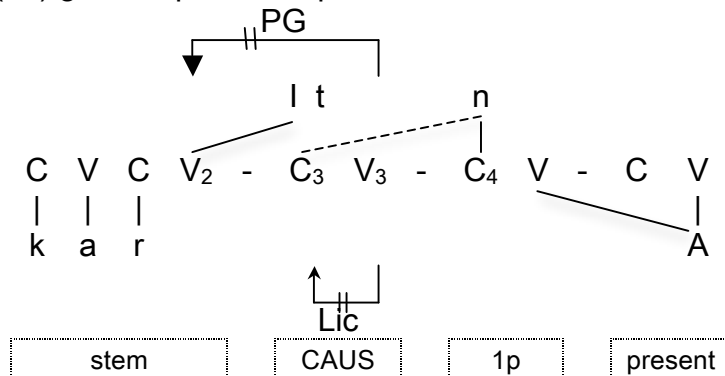 PG
I t n
C V C V₂ - C₃ V₃ - C₄ V - C V
k a r A
Lic
stem CAUS 1p present